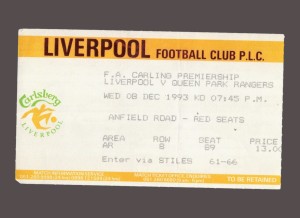 LIVERPOOL FOOTBALL CLUB P.L.C.
F.A. CARLING PREMIERSHIP
LIVERPOOL V QUEEN PARK RANGERS
WED 08 DEC 1993 KO 07:45 P.M.
Carlsberg
LIVERPOOL
ANFIELD ROAD - RED SEATS
AREA ROW SEAT PRICE
AR 8 89 13.00
Enter via STILES 61-66
TO BE RETAINED